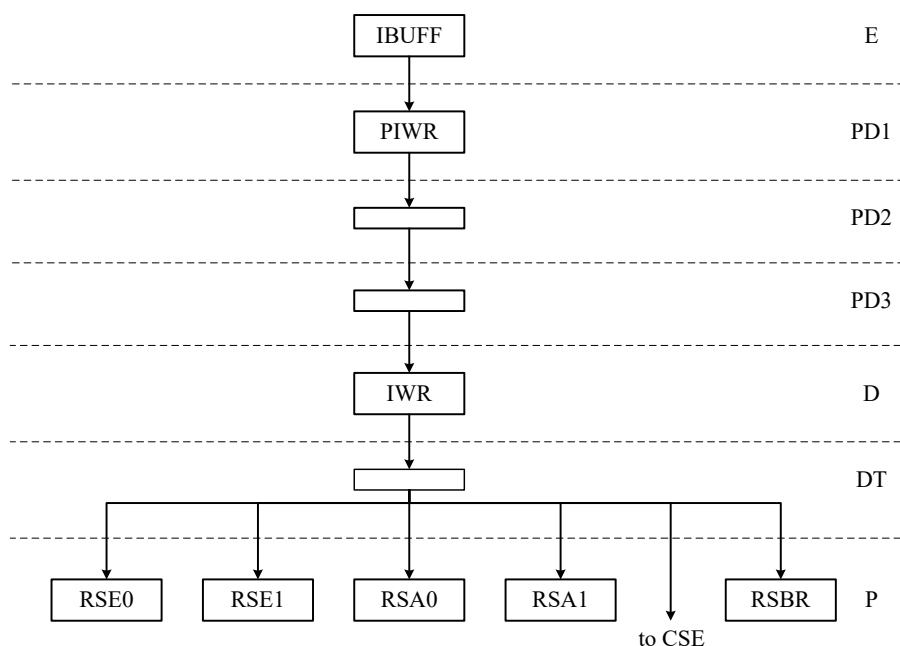 IBUFF E
PIWR PD1
PD2
PD3
IWR D
DT
RSE0 RSE1 RSA0 RSA1 RSBR P
to CSE